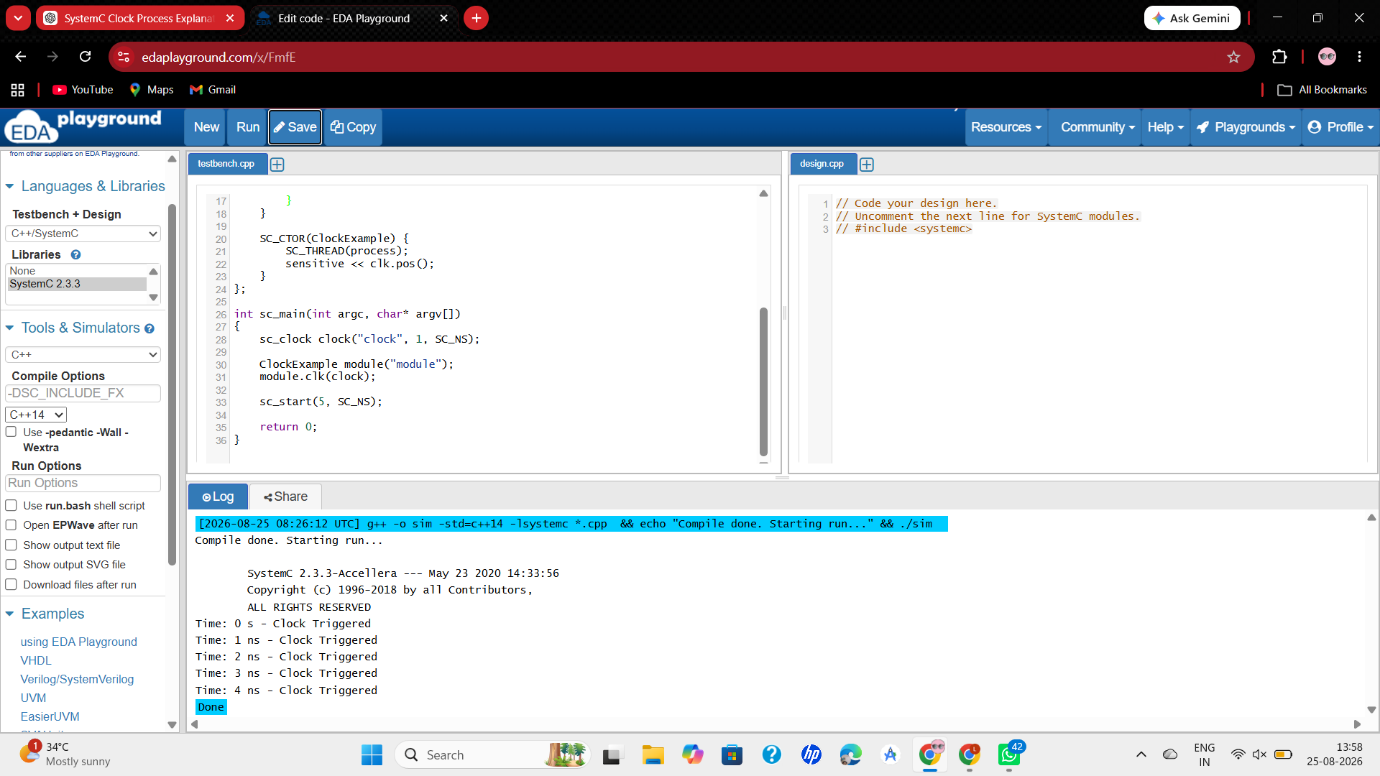 SystemC Clock Process Explana
Edit code - EDA Playground
Ask Gemini
edaplayground.com/x/FmfE
YouTube
Maps
Gmail
All Bookmarks
EDA playground
New
Run
Save
Copy
Resources
Community
Help
Playgrounds
Profile
from other suppliers on EDA Playground.
Languages & Libraries
Testbench + Design
C++/SystemC
Libraries
None
SystemC 2.3.3
Tools & Simulators
C++
Compile Options
-DSC_INCLUDE_FX
C++14
Use -pedantic -Wall -
Wextra
Run Options
Run Options
Use run.bash shell script
Open EPWave after run
Show output text file
Show output SVG file
Download files after run
Examples
using EDA Playground
VHDL
Verilog/SystemVerilog
UVM
EasierUVM
testbench.cpp
17 }
18 }
19
20 SC_CTOR(ClockExample) {
21 SC_THREAD(process);
22 sensitive << clk.pos();
23 }
24 };
25
26 int sc_main(int argc, char* argv[])
27 {
28 sc_clock clock("clock", 1, SC_NS);
29
30 ClockExample module("module");
31 module.clk(clock);
32
33 sc_start(5, SC_NS);
34
35 return 0;
36 }
design.cpp
1 // Code your design here.
2 // Uncomment the next line for SystemC modules.
3 // #include <systemc>
Log
Share
[2026-08-25 08:26:12 UTC] g++ -o sim -std=c++14 -lsystemc *.cpp && echo "Compile done. Starting run..." && ./sim
Compile done. Starting run...
SystemC 2.3.3-Accellera --- May 23 2020 14:33:56
Copyright (c) 1996-2018 by all Contributors,
ALL RIGHTS RESERVED
Time: 0 s - Clock Triggered
Time: 1 ns - Clock Triggered
Time: 2 ns - Clock Triggered
Time: 3 ns - Clock Triggered
Time: 4 ns - Clock Triggered
Done
1
34°C
Mostly sunny
Search
hp
42
ENG
IN
13:58
25-08-2026